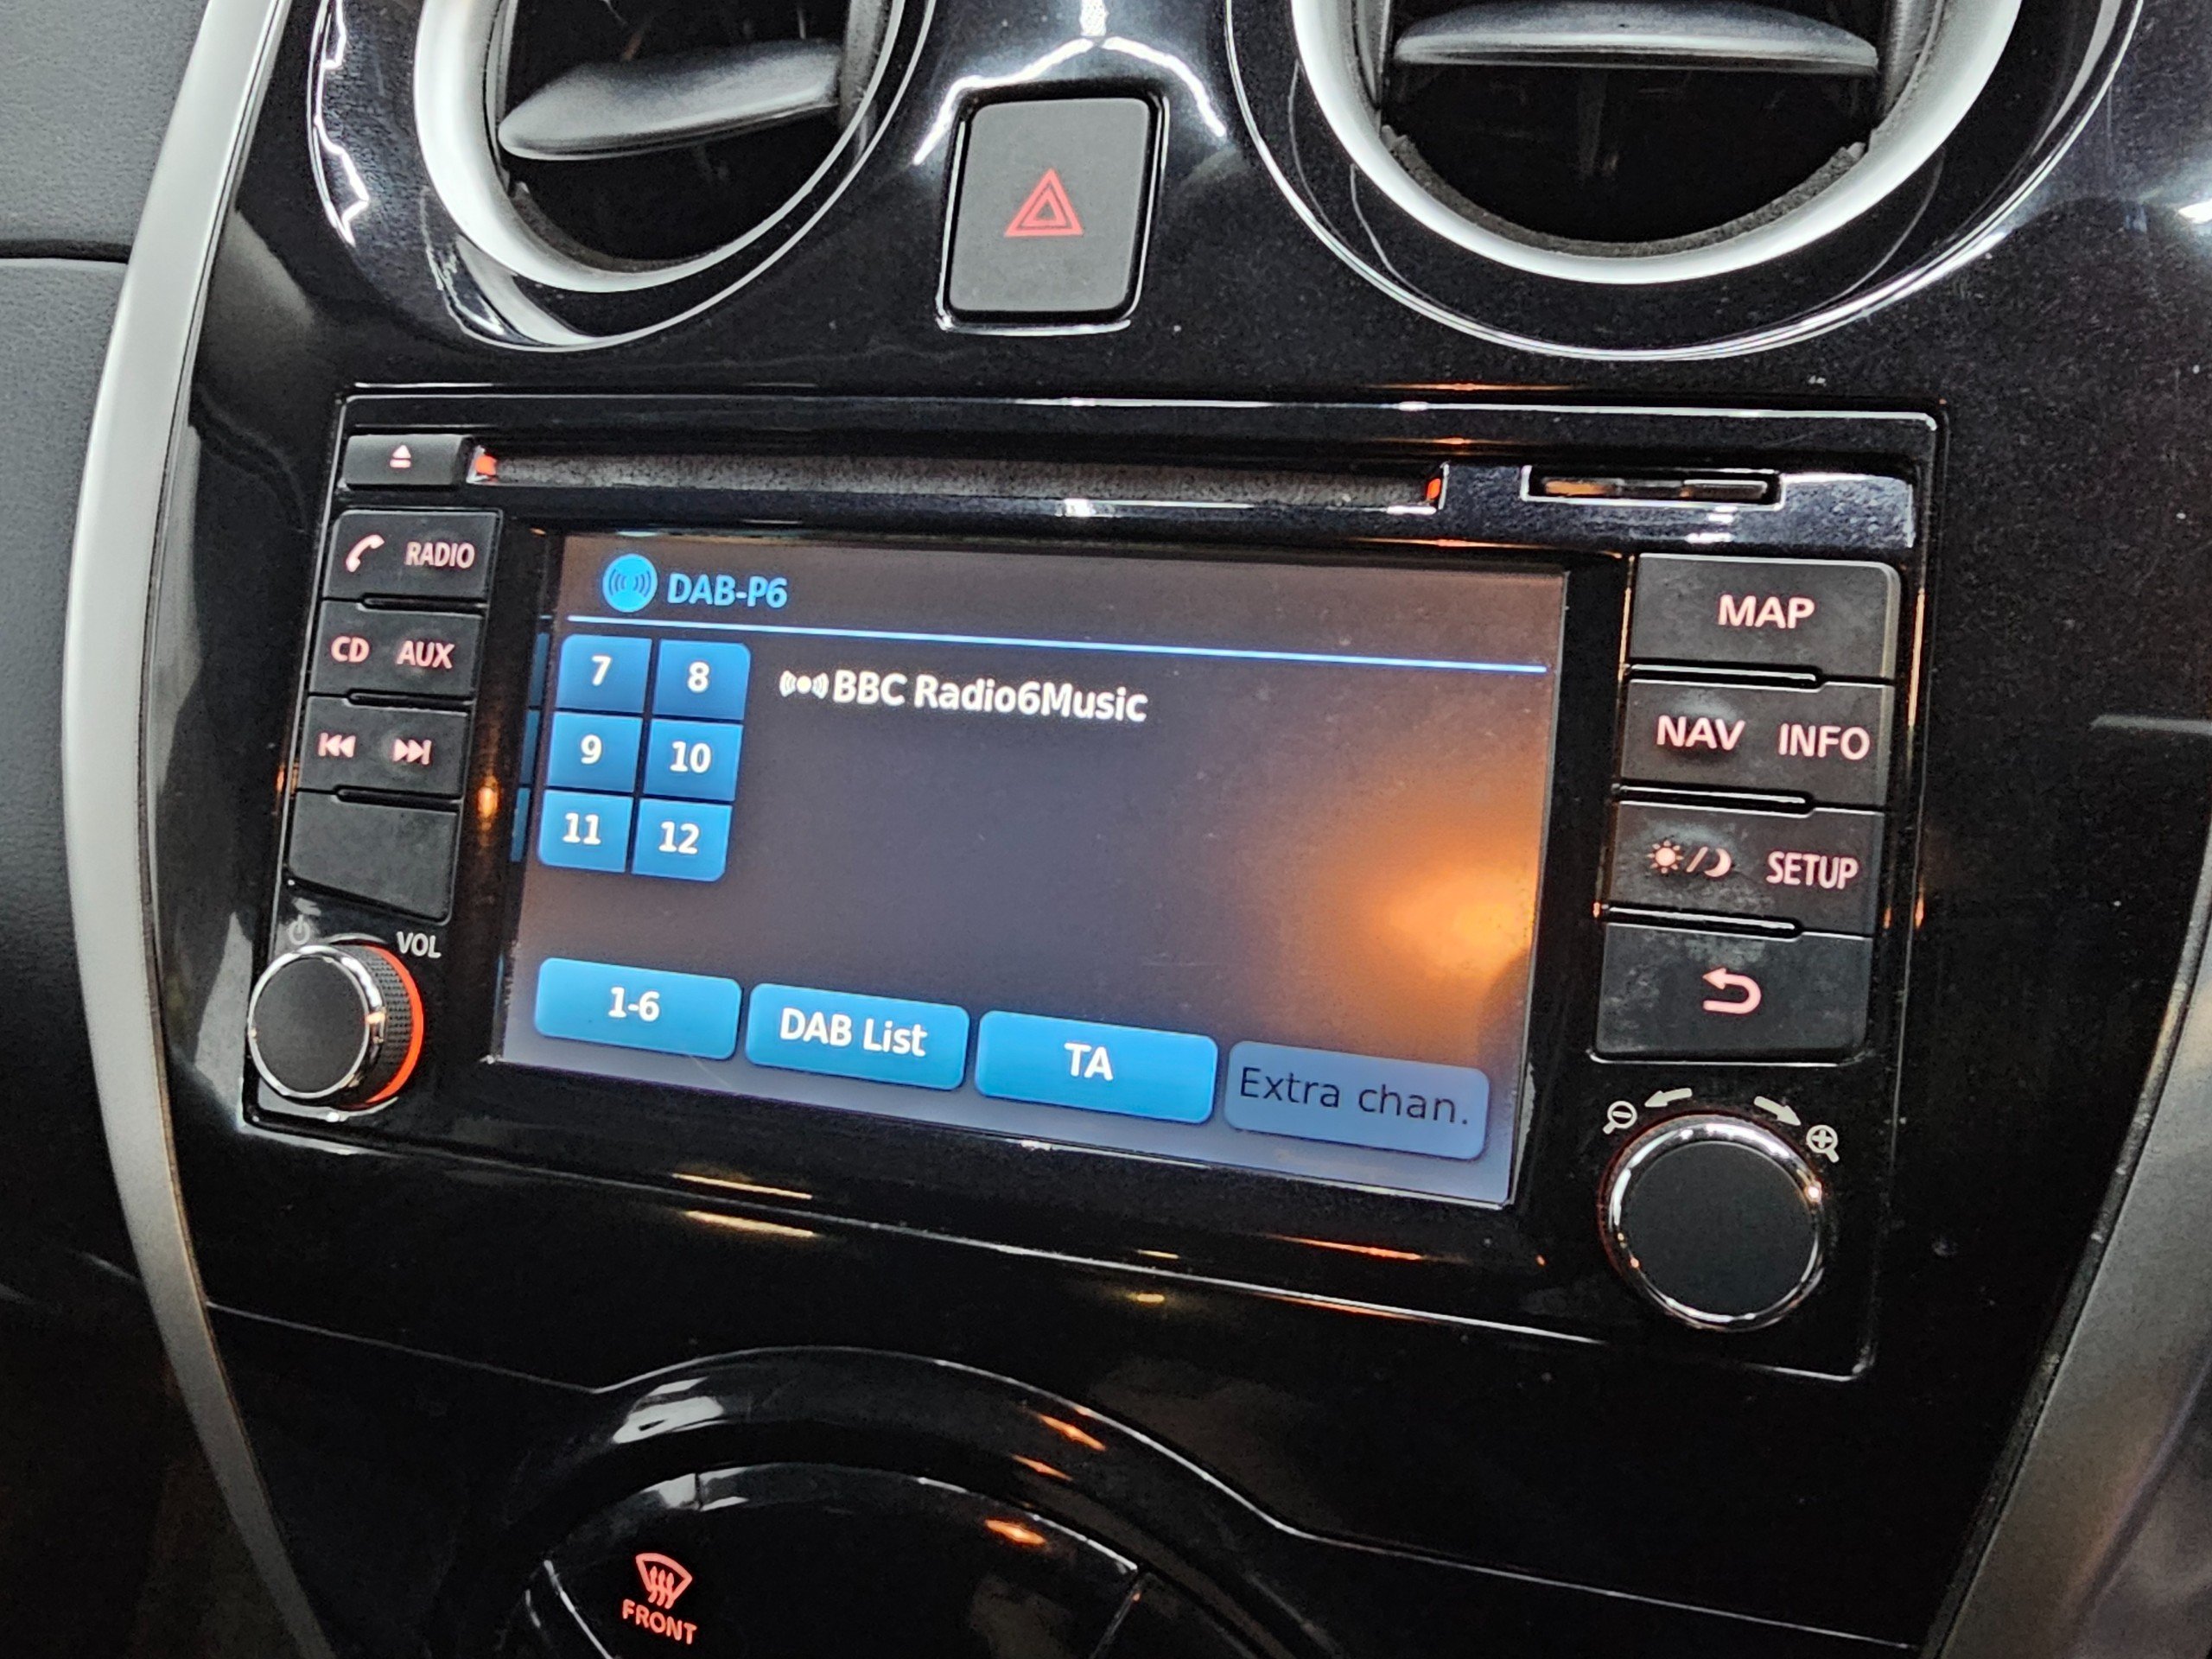 RADIO
CD AUX
VOL
DAB-P6
7 8
9 10
11 12
BBC Radio6Music
1-6
DAB List
TA
Extra chan.
MAP
NAV INFO
SETUP
FRONT